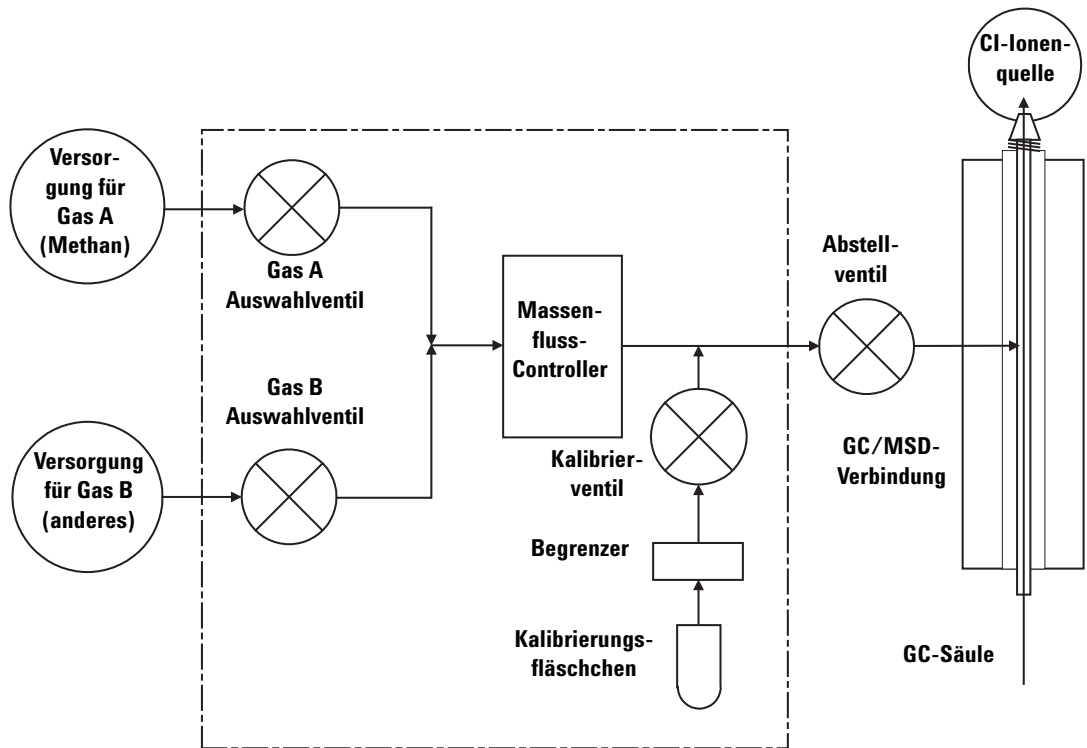 CI-Ionen-
quelle
Versor-
gung für
Gas A
(Methan)
Gas A
Auswahlventil
Abstell-
ventil
Massen-
fluss-
Controller
Gas B
Auswahlventil
Versorgung
für Gas B
(anderes)
Kalibrier-
ventil
GC/MSD-
Verbindung
Begrenzer
Kalibrierungs-
fläschchen
GC-Säule